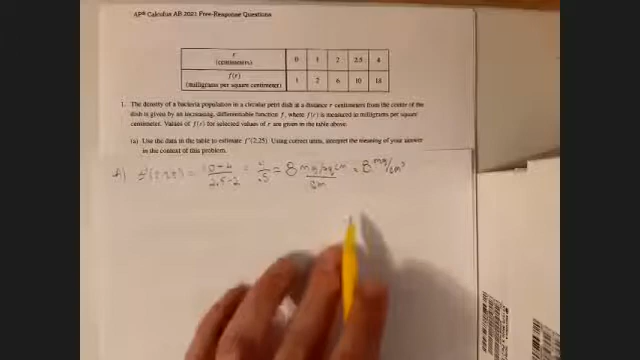 AP® Calculus AB 2021 Free-Response Questions
r (centimeters) 0 1 2 2.5 4
f(r) (milligrams per square centimeter) 1 2 6 10 18
1. The density of a bacteria population in a circular petri dish at a distance r centimeters from the center of the
dish is given by an increasing, differentiable function f, where f(r) is measured in milligrams per square
centimeter. Values of f(r) for selected values of r are given in the table above.
(a) Use the data in the table to estimate f′(2.25). Using correct units, interpret the meaning of your answer
in the context of this problem.
A) f'(2.25) = 10-6/2.5-2 = 4/.5 = 8 mg/sq cm/cm = 8 mg/cm³